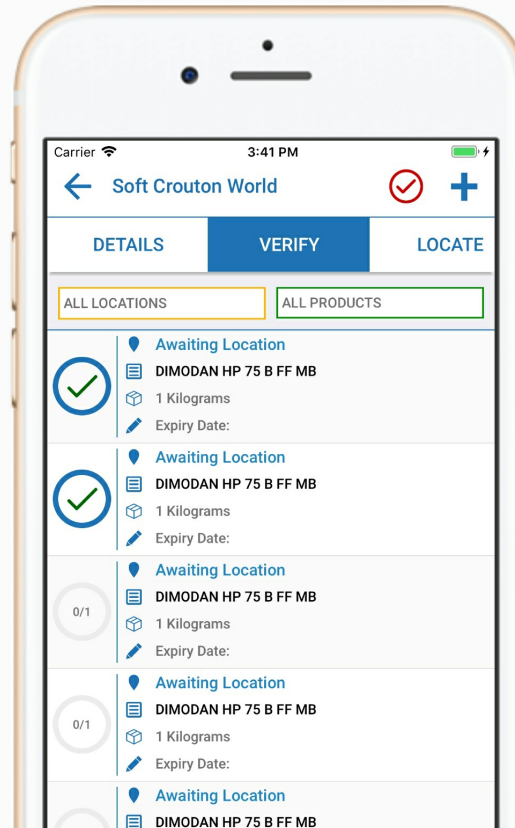 Carrier 3:41 PM
Soft Crouton World
DETAILS VERIFY LOCATE
ALL LOCATIONS ALL PRODUCTS
Awaiting Location
DIMODAN HP 75 B FF MB
1 Kilograms
Expiry Date:
Awaiting Location
DIMODAN HP 75 B FF MB
1 Kilograms
Expiry Date:
Awaiting Location
DIMODAN HP 75 B FF MB
0/1
1 Kilograms
Expiry Date:
Awaiting Location
DIMODAN HP 75 B FF MB
0/1
1 Kilograms
Expiry Date:
Awaiting Location
DIMODAN HP 75 B FF MB